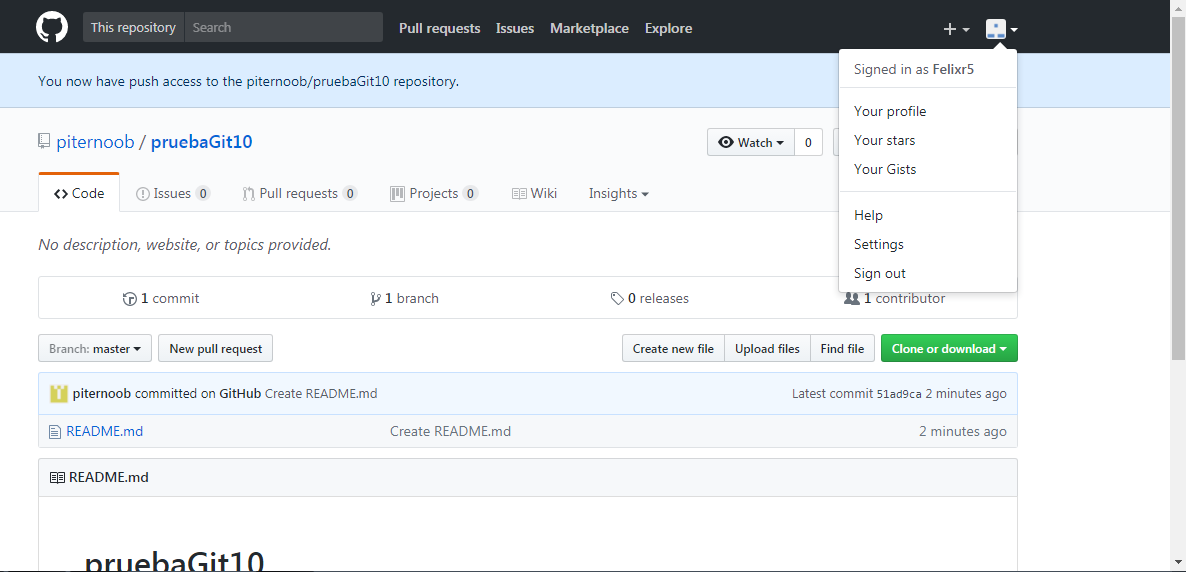 This repository Search Pull requests Issues Marketplace Explore
Signed in as Felixr5
You now have push access to the piternoob/pruebaGit10 repository.
Your profile
Your stars
Your Gists
Help
Settings
Sign out
piternoob / pruebaGit10 Watch 0
Code Issues 0 Pull requests 0 Projects 0 Wiki Insights
No description, website, or topics provided.
1 commit 1 branch 0 releases 1 contributor
Branch: master New pull request Create new file Upload files Find file Clone or download
piternoob committed on GitHub Create README.md Latest commit 51ad9ca 2 minutes ago
README.md Create README.md 2 minutes ago
README.md
pruebaGit10